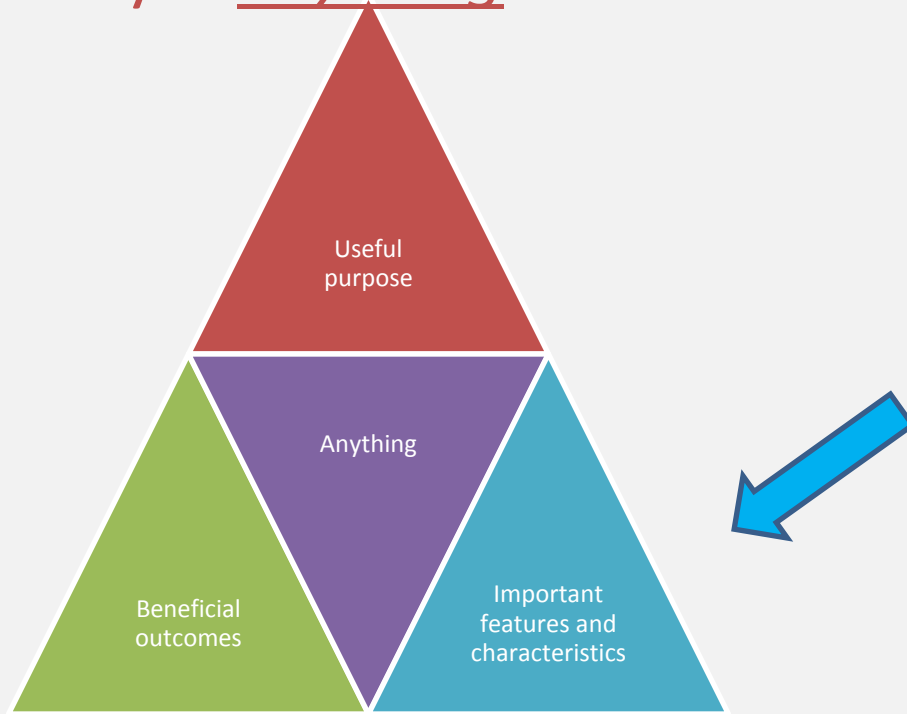 Useful
purpose
Anything
Beneficial
outcomes
Important
features and
characteristics